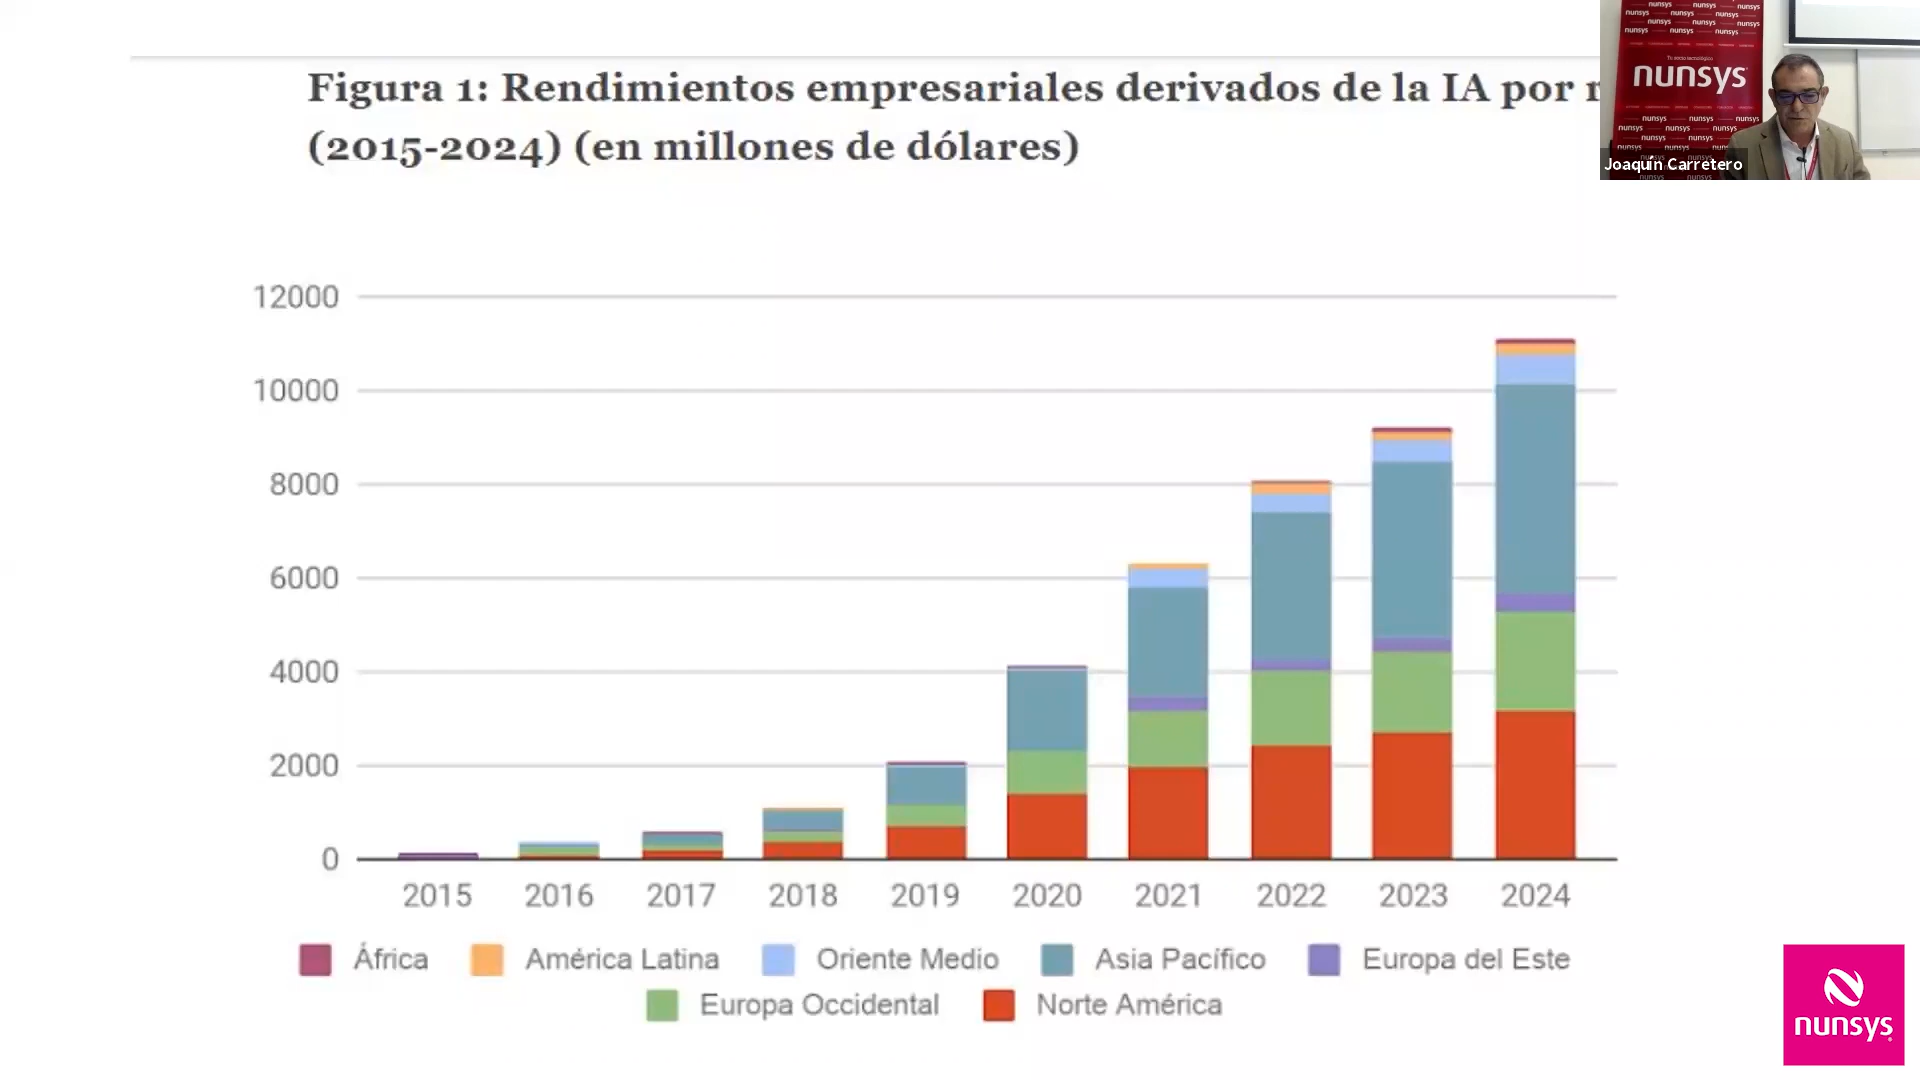 Figura 1: Rendimientos empresariales derivados de la IA por
(2015-2024) (en millones de dólares)
12000
10000
8000
6000
4000
2000
0
2015 2016 2017 2018 2019 2020 2021 2022 2023 2024
África América Latina Oriente Medio Asia Pacífico Europa del Este
Europa Occidental Norte América
nunsys
Joaquín Carretero
nunsys